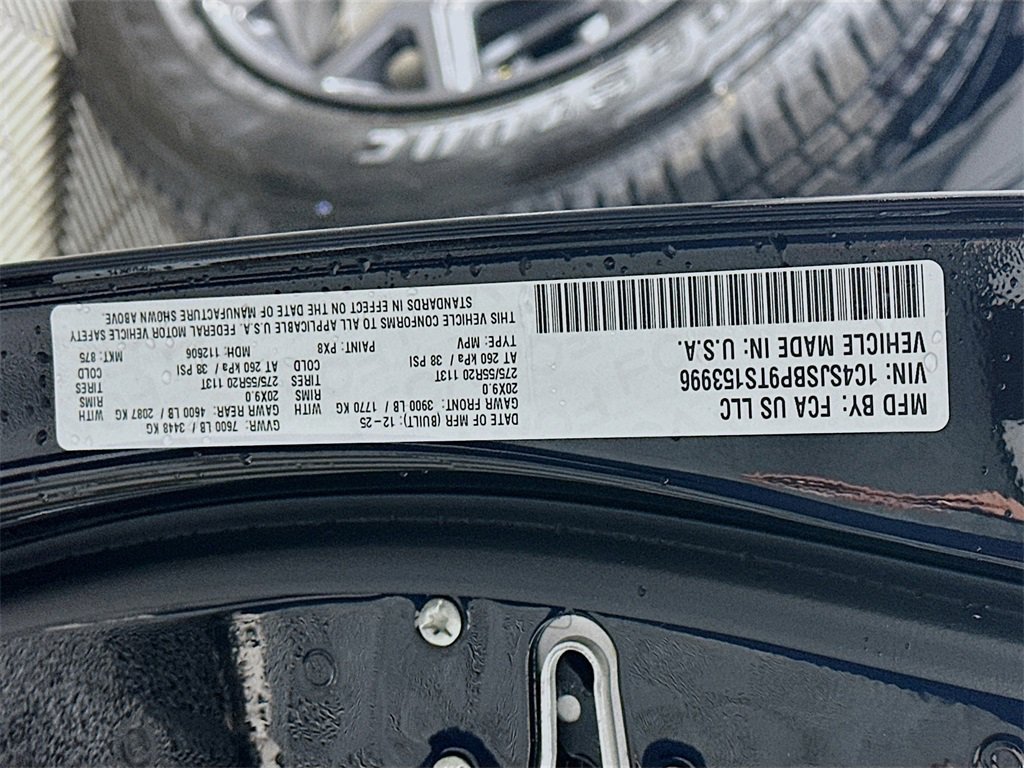 MFD BY: FCA US LLC
VIN: 1C4SJSBP9TS153996
VEHICLE MADE IN: U.S.A.
DATE OF MFR (BUILT): 12-25
GVWR: 7600 LB / 3448 KG
GAWR FRONT: 3900 LB / 1770 KG WITH
20X9.0 RIMS
275/55R20 113T TIRES
AT 260 kPa / 38 PSI COLD
GAWR REAR: 4600 LB / 2087 KG WITH
20X9.0 RIMS
275/55R20 113T TIRES
AT 260 kPa / 38 PSI COLD
TYPE: MPV PAINT: PX8 MDH: 112606 MKT: 875
THIS VEHICLE CONFORMS TO ALL APPLICABLE U.S.A. FEDERAL MOTOR VEHICLE SAFETY
STANDARDS IN EFFECT ON THE DATE OF MANUFACTURE SHOWN ABOVE.